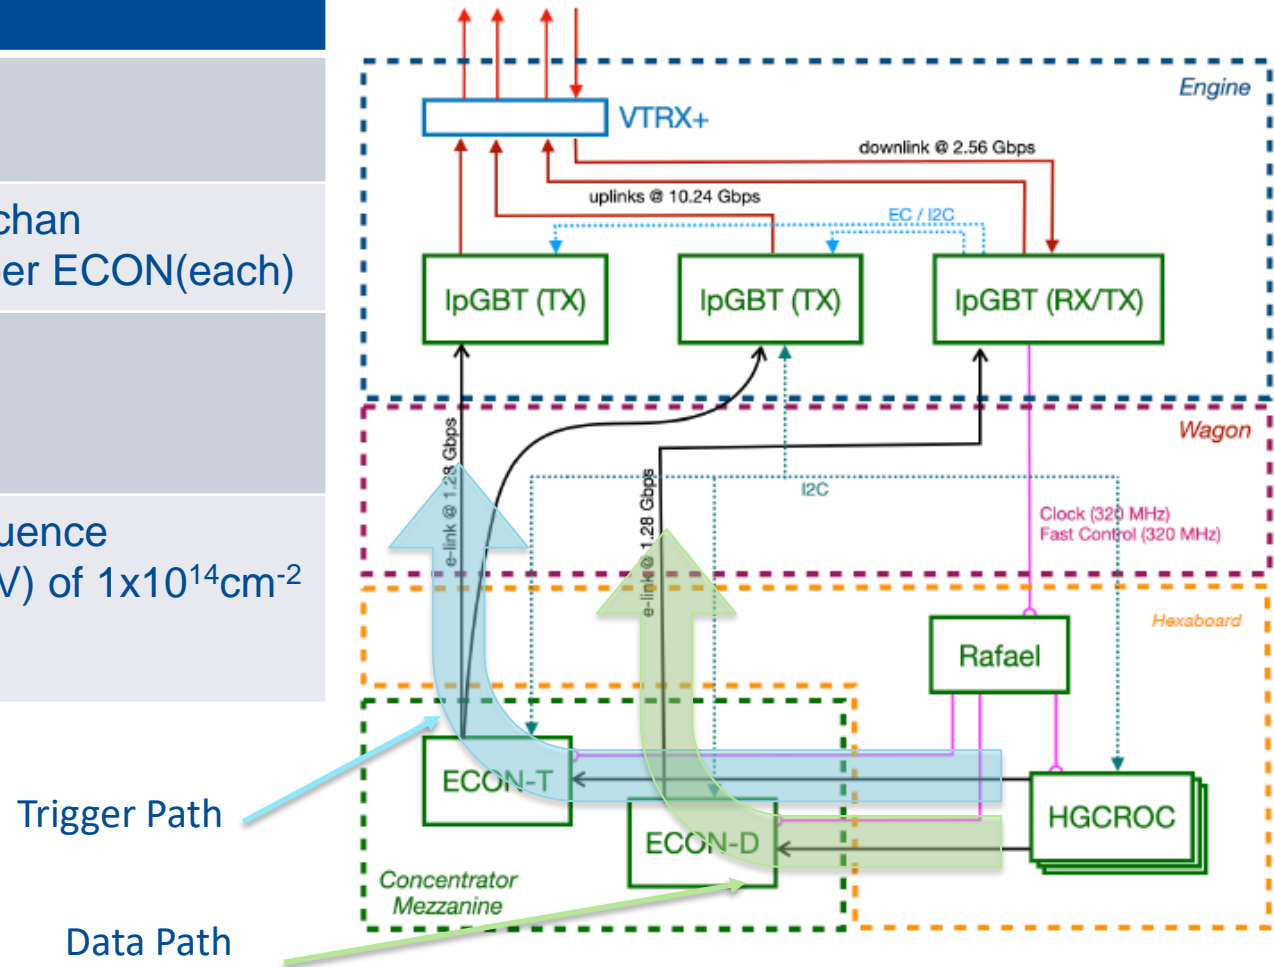 chan
per ECON(each)
uence
V) of 1x10¹⁴cm⁻²
Trigger Path
Data Path
Engine
VTRX+
downlink @ 2.56 Gbps
uplinks @ 10.24 Gbps
EC / I2C
lpGBT (TX)
lpGBT (TX)
lpGBT (RX/TX)
Wagon
e-link @ 1.28 Gbps
e-link @ 1.28 Gbps
I2C
Clock (320 MHz)
Fast Control (320 MHz)
Hexaboard
Rafael
ECON-T
HGCROC
ECON-D
Concentrator
Mezzanine